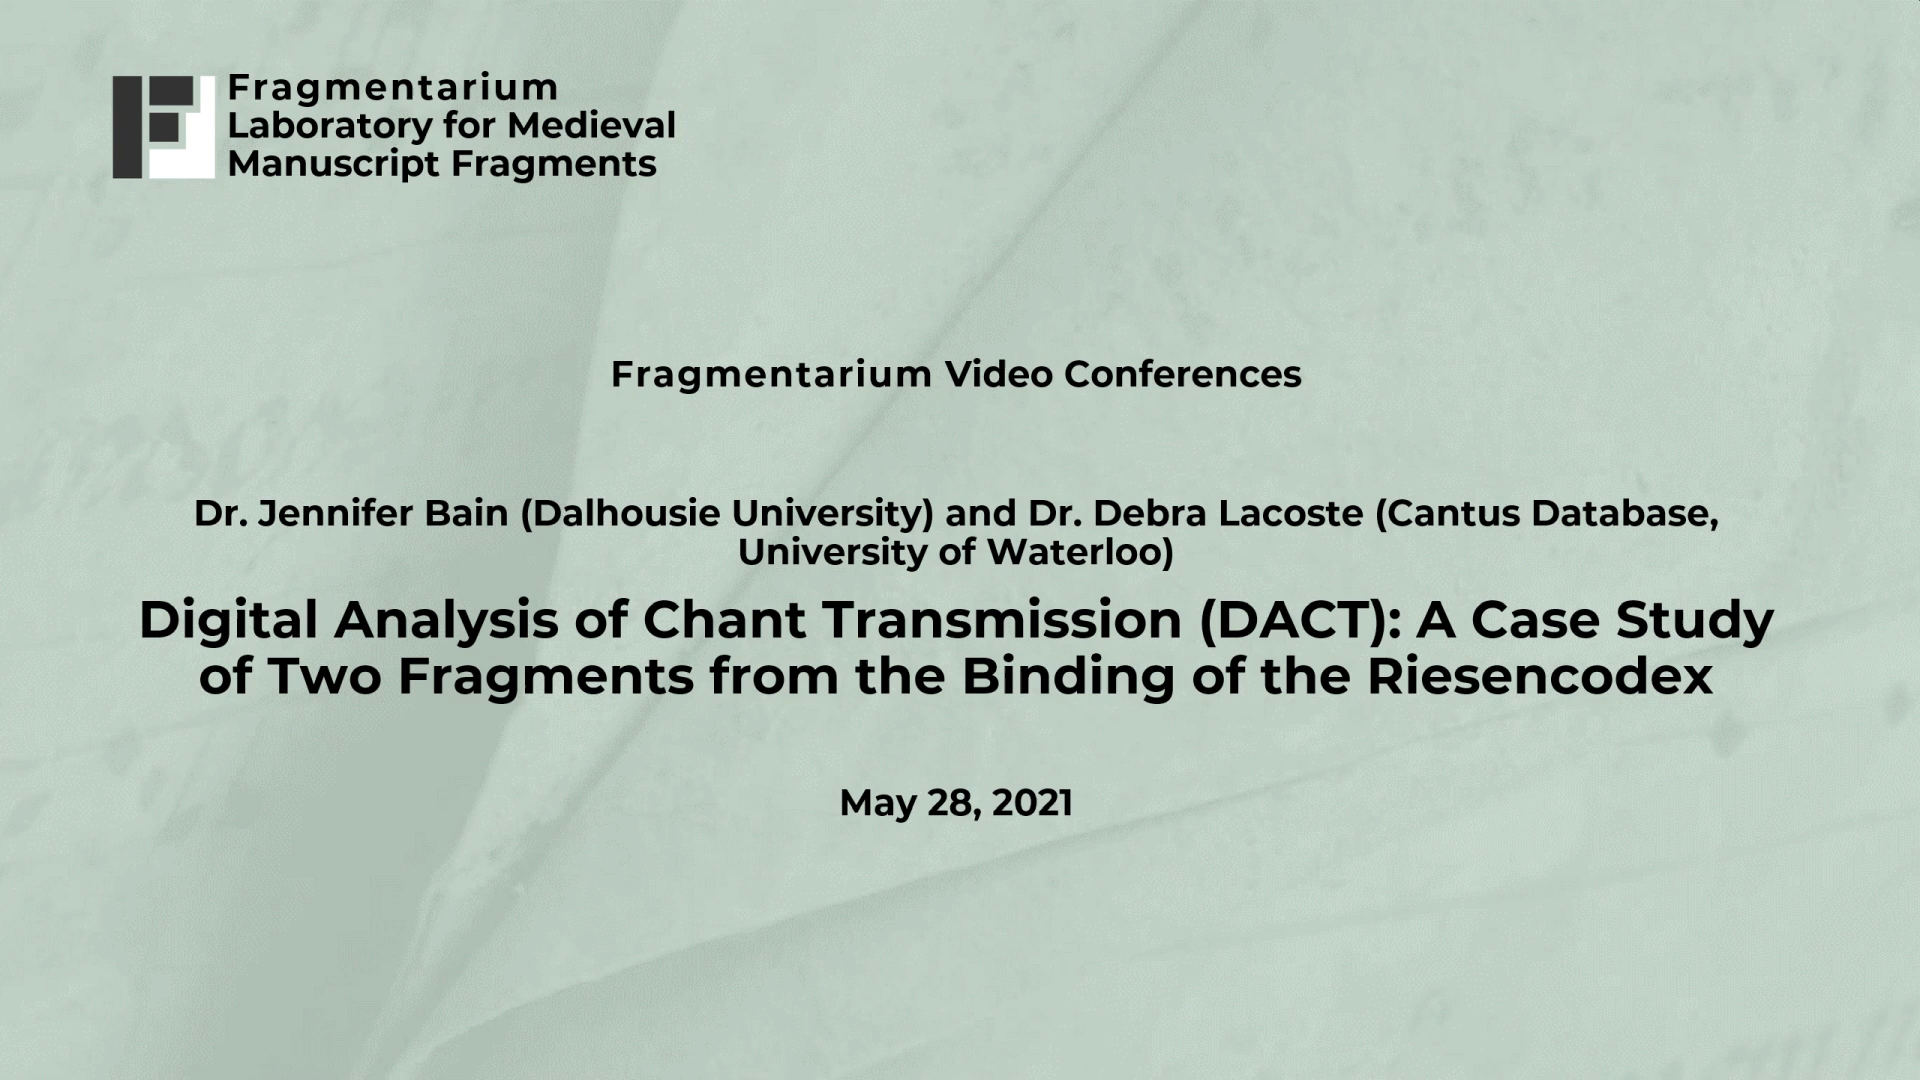 Fragmentarium
Laboratory for Medieval
Manuscript Fragments
Fragmentarium Video Conferences
Dr. Jennifer Bain (Dalhousie University) and Dr. Debra Lacoste (Cantus Database,
University of Waterloo)
Digital Analysis of Chant Transmission (DACT): A Case Study
of Two Fragments from the Binding of the Riesencodex
May 28, 2021